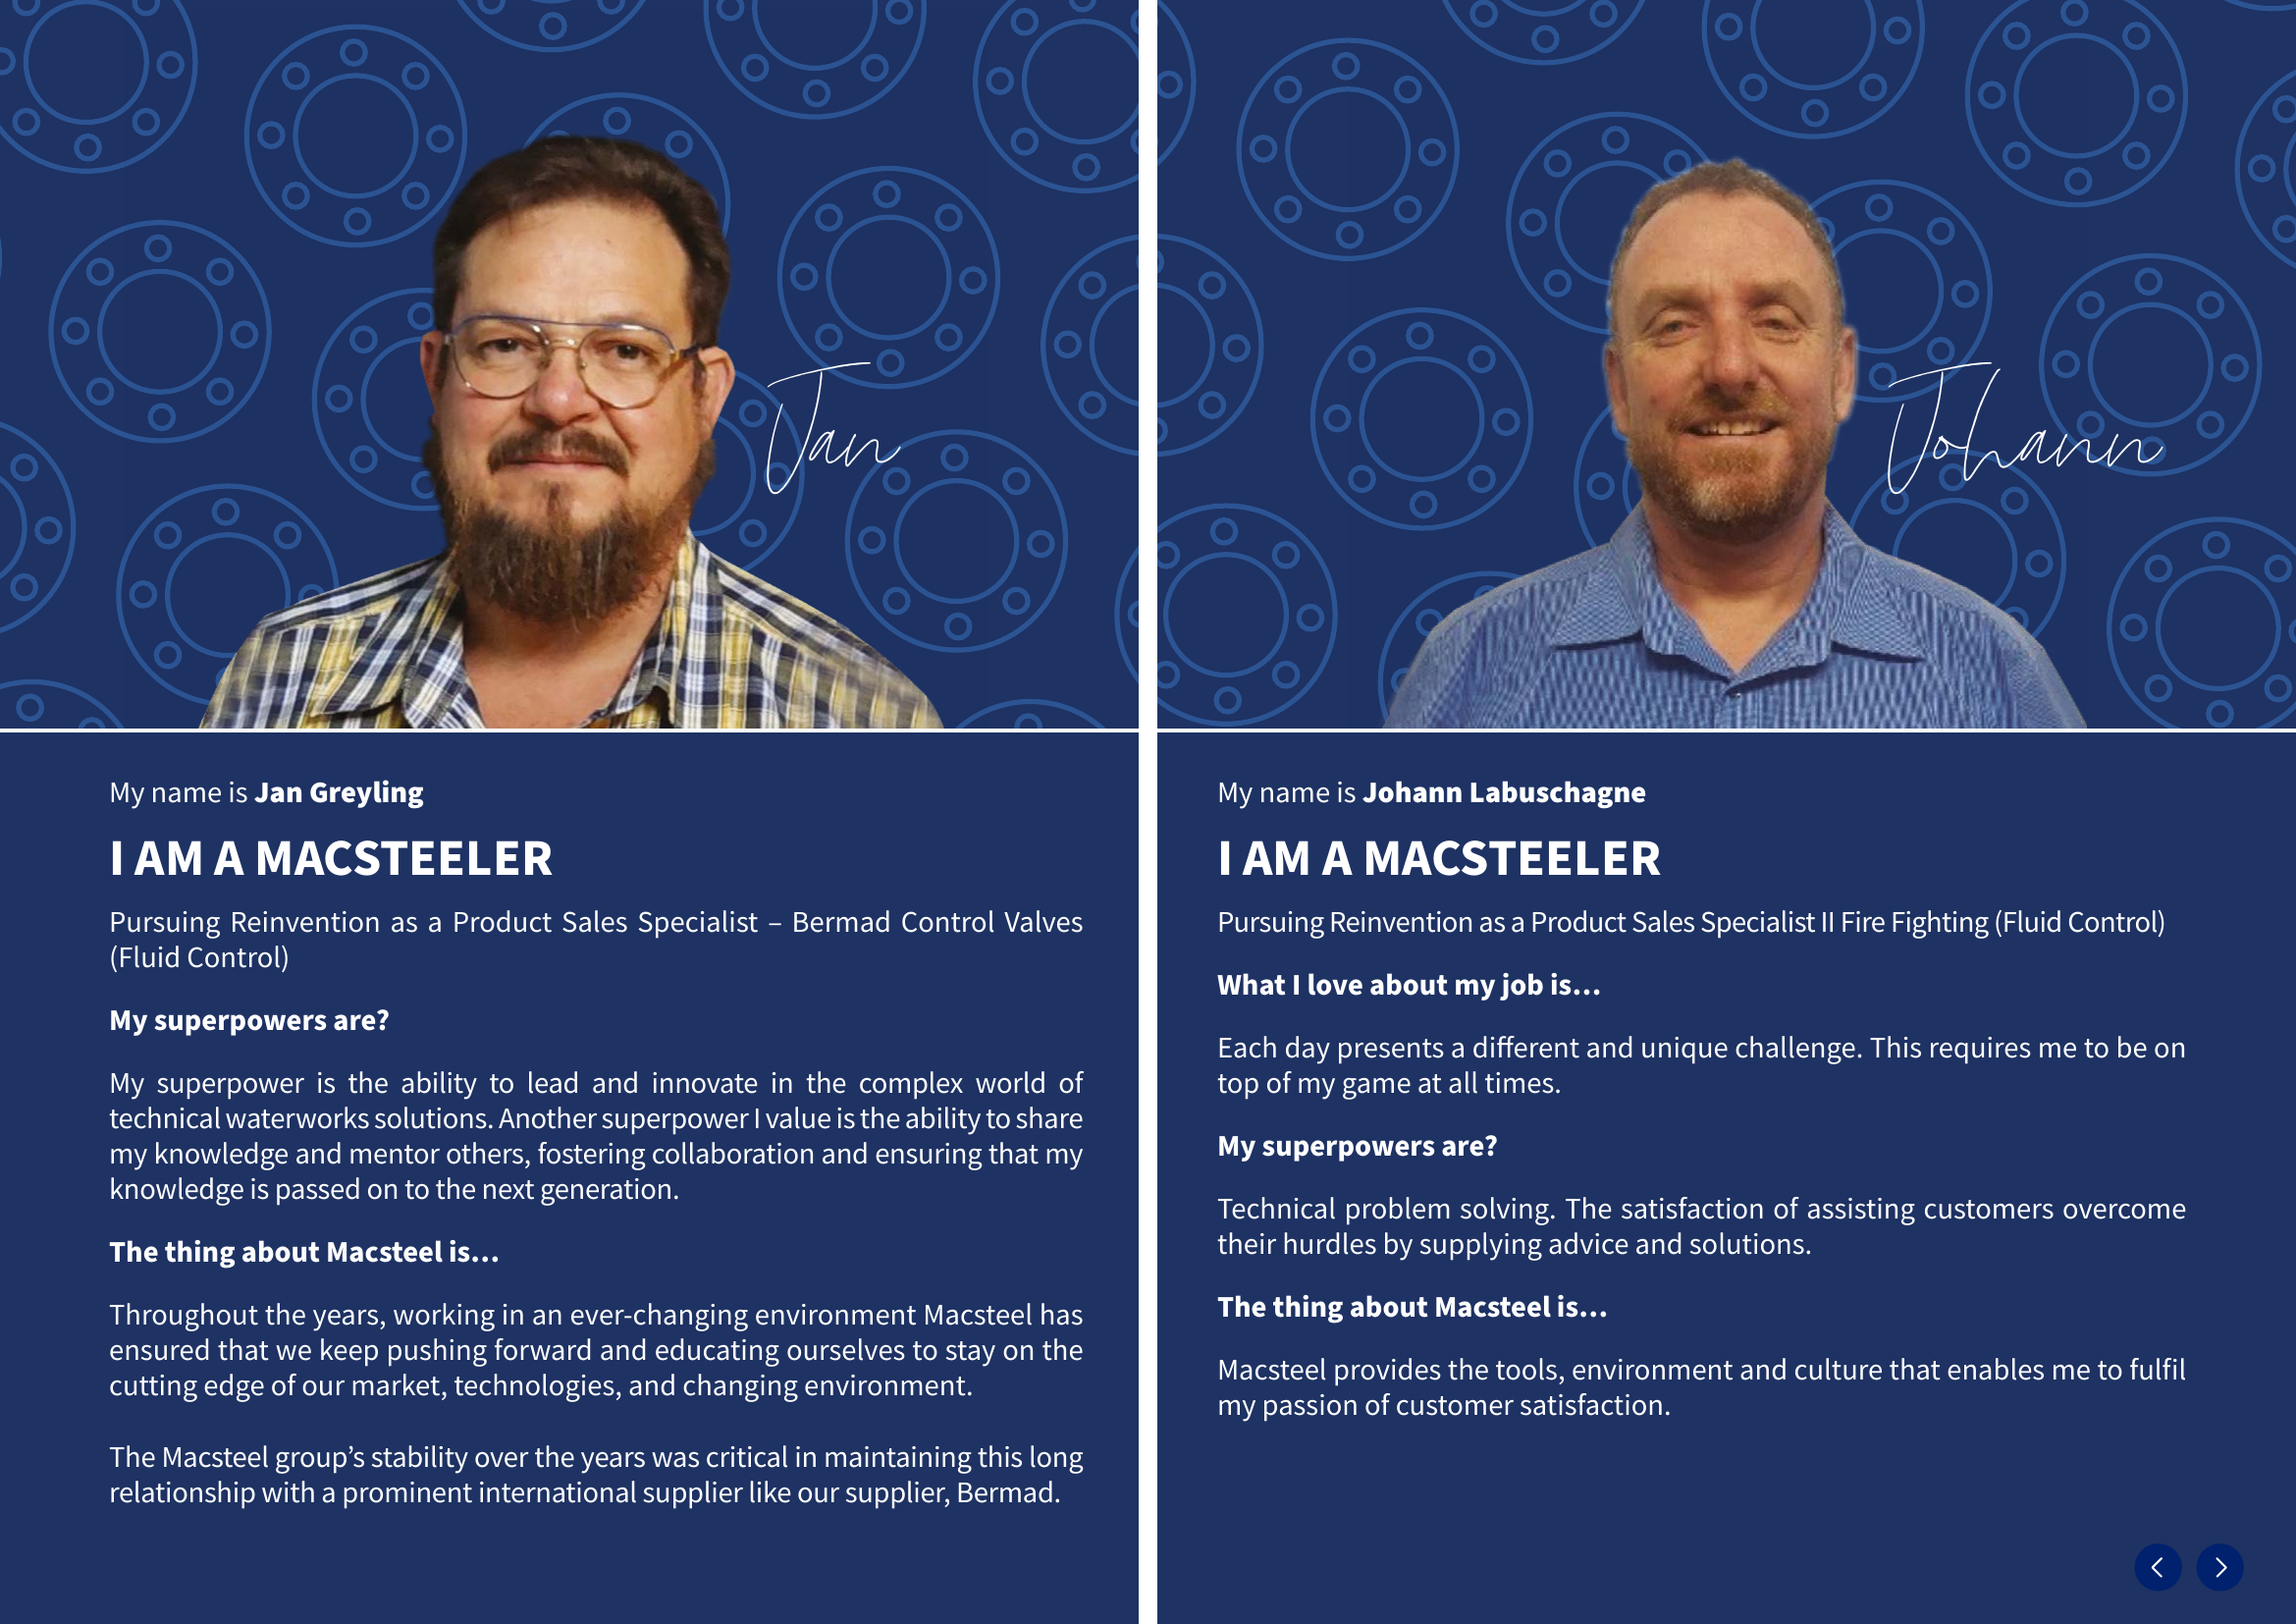 Jan
My name is Jan Greyling
I AM A MACSTEELER
Pursuing Reinvention as a Product Sales Specialist – Bermad Control Valves
(Fluid Control)
My superpowers are?
My superpower is the ability to lead and innovate in the complex world of
technical waterworks solutions. Another superpower I value is the ability to share
my knowledge and mentor others, fostering collaboration and ensuring that my
knowledge is passed on to the next generation.
The thing about Macsteel is…
Throughout the years, working in an ever-changing environment Macsteel has
ensured that we keep pushing forward and educating ourselves to stay on the
cutting edge of our market, technologies, and changing environment.
The Macsteel group’s stability over the years was critical in maintaining this long
relationship with a prominent international supplier like our supplier, Bermad.
Johann
My name is Johann Labuschagne
I AM A MACSTEELER
Pursuing Reinvention as a Product Sales Specialist II Fire Fighting (Fluid Control)
What I love about my job is…
Each day presents a different and unique challenge. This requires me to be on
top of my game at all times.
My superpowers are?
Technical problem solving. The satisfaction of assisting customers overcome
their hurdles by supplying advice and solutions.
The thing about Macsteel is…
Macsteel provides the tools, environment and culture that enables me to fulfil
my passion of customer satisfaction.